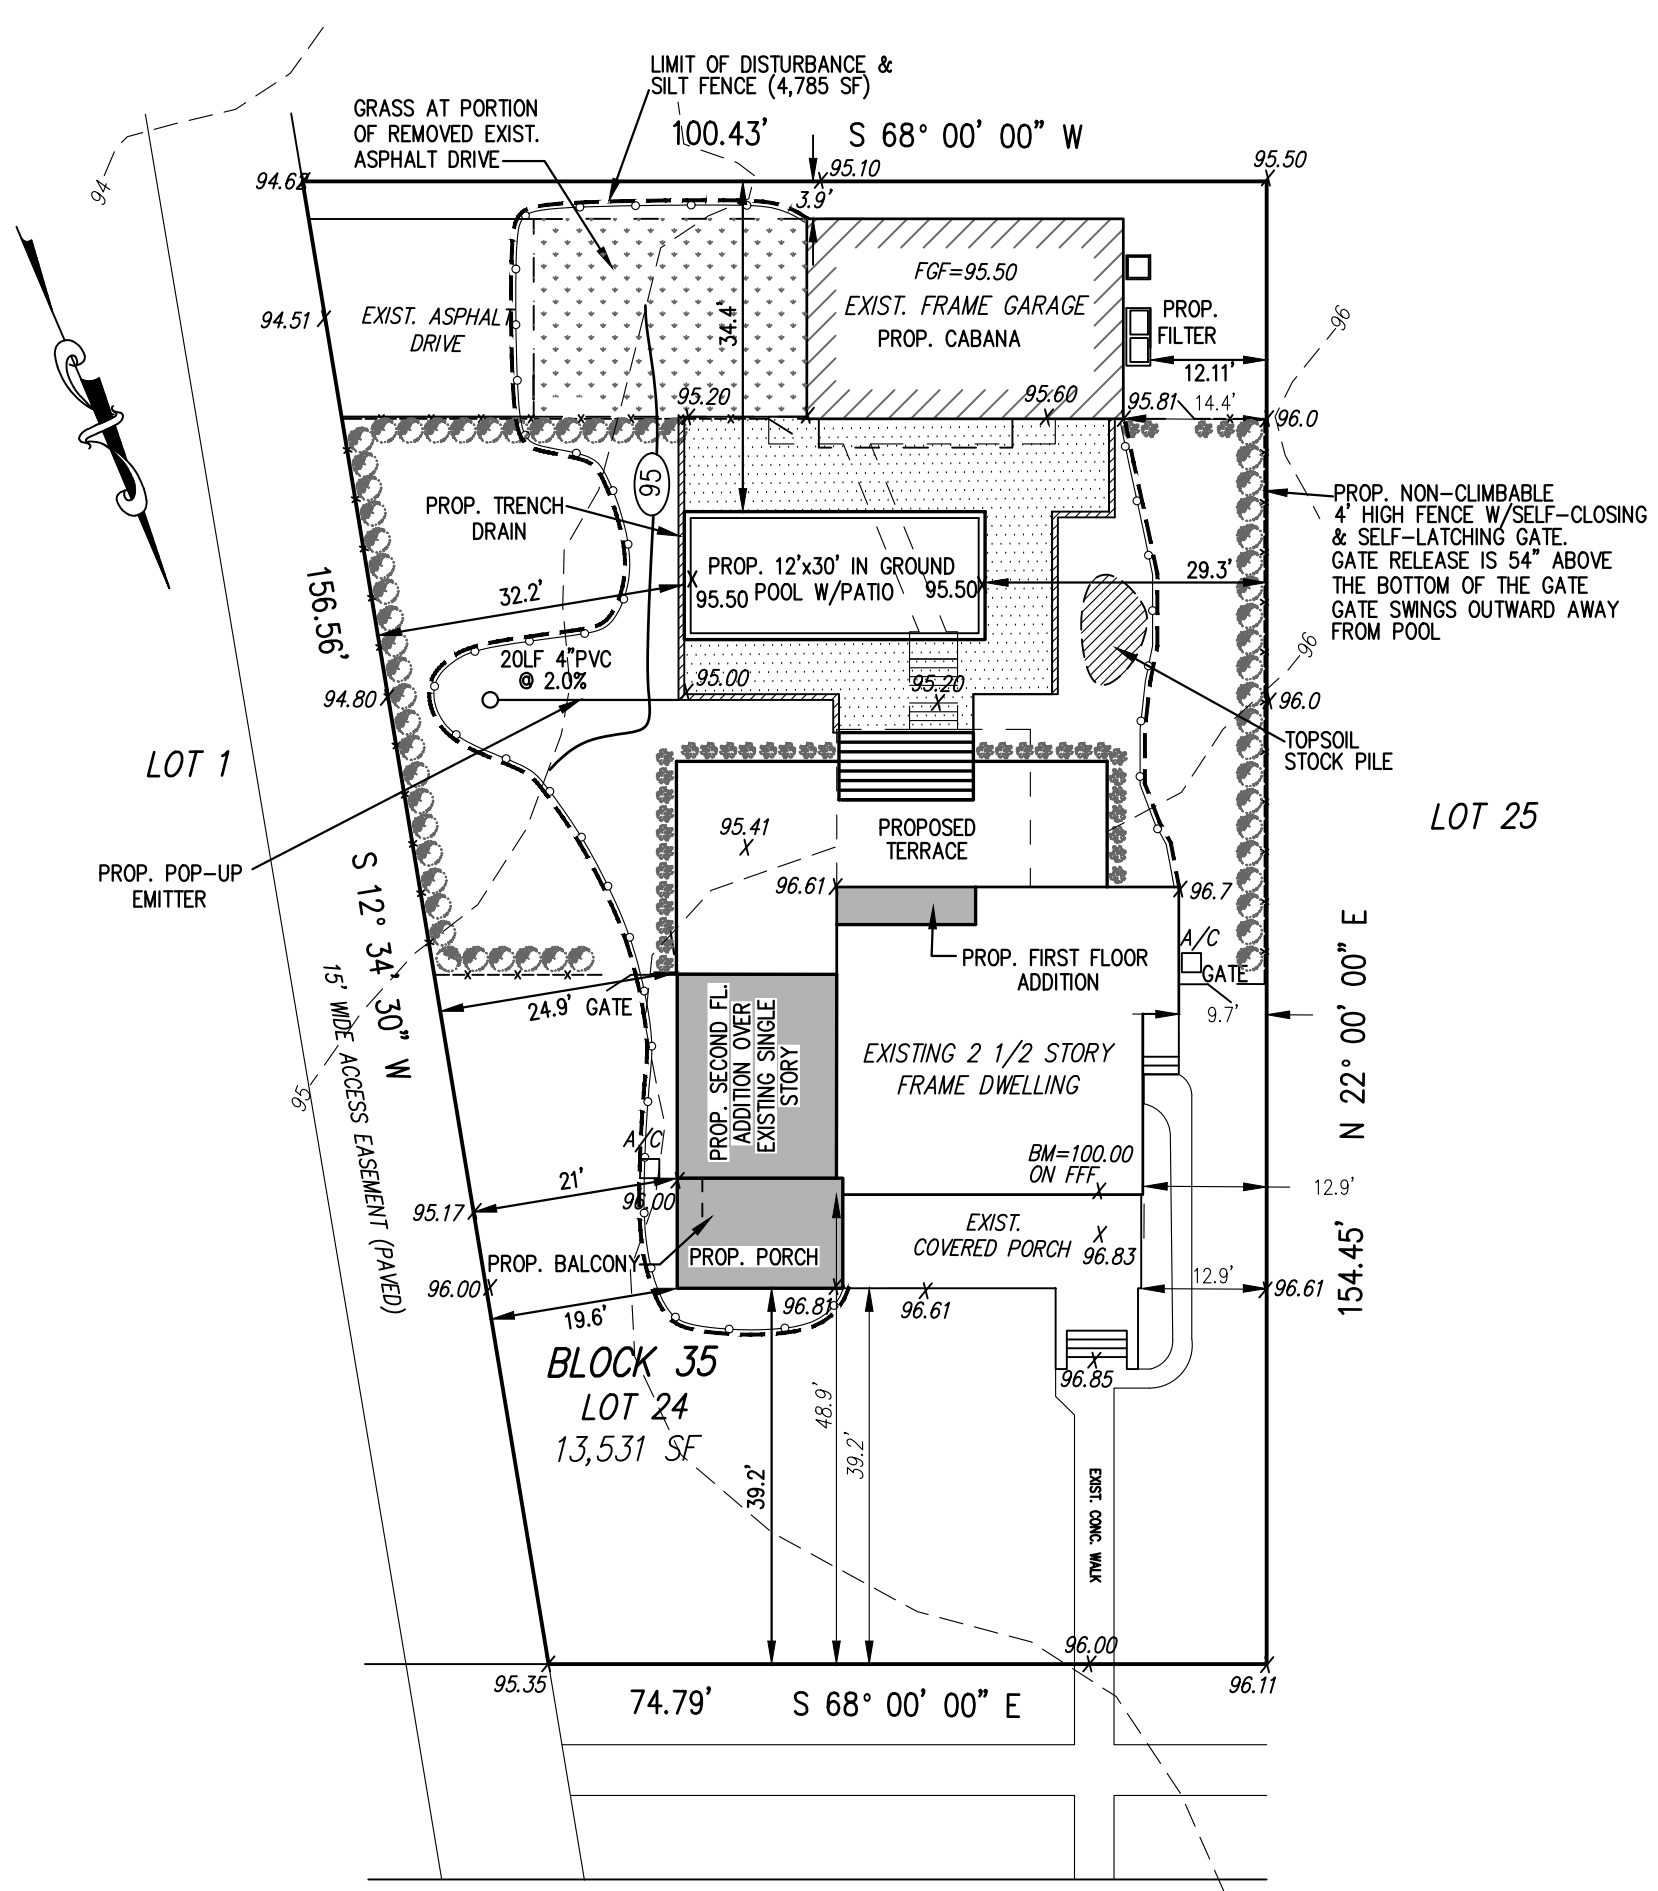 LIMIT OF DISTURBANCE &
SILT FENCE (4,785 SF)
GRASS AT PORTION
OF REMOVED EXIST.
ASPHALT DRIVE
100.43' S 68° 00' 00" W
94
94.62
95.10
95.50
3.9'
FGF=95.50
EXIST. FRAME GARAGE
PROP. CABANA
PROP.
FILTER
12.11'
96
94.51
EXIST. ASPHALT
DRIVE
34.4'
95.20
95.60
95.81
14.4'
96.0
95
PROP. TRENCH
DRAIN
PROP. NON-CLIMBABLE
4' HIGH FENCE W/SELF-CLOSING
& SELF-LATCHING GATE.
GATE RELEASE IS 54" ABOVE
THE BOTTOM OF THE GATE
GATE SWINGS OUTWARD AWAY
FROM POOL
PROP. 12'x30' IN GROUND
POOL W/PATIO
95.50
95.50
29.3'
32.2'
156.56'
20LF 4"PVC
@ 2.0%
95.00
95.20
96
96.0
94.80
TOPSOIL
STOCK PILE
LOT 1
LOT 25
95.41
PROPOSED
TERRACE
PROP. POP-UP
EMITTER
96.61
96.7
S 12° 34' 30" W
A/C
PROP. FIRST FLOOR
ADDITION
GATE
9.7'
N 22° 00' 00" E
24.9'
GATE
15' WIDE ACCESS EASEMENT (PAVED)
95
PROP. SECOND FL.
ADDITION OVER
EXISTING SINGLE
STORY
EXISTING 2 1/2 STORY
FRAME DWELLING
A/C
BM=100.00
ON FFF
21'
96.00
12.9'
95.17
EXIST.
COVERED PORCH
96.83
154.45'
PROP. BALCONY
PROP. PORCH
96.00
12.9'
96.61
96.81
96.61
19.6'
BLOCK 35
LOT 24
13,531 SF
96.85
48.9'
39.2'
39.2'
EXIST. CONC. WALK
96.00
95.35
96.11
74.79' S 68° 00' 00" E